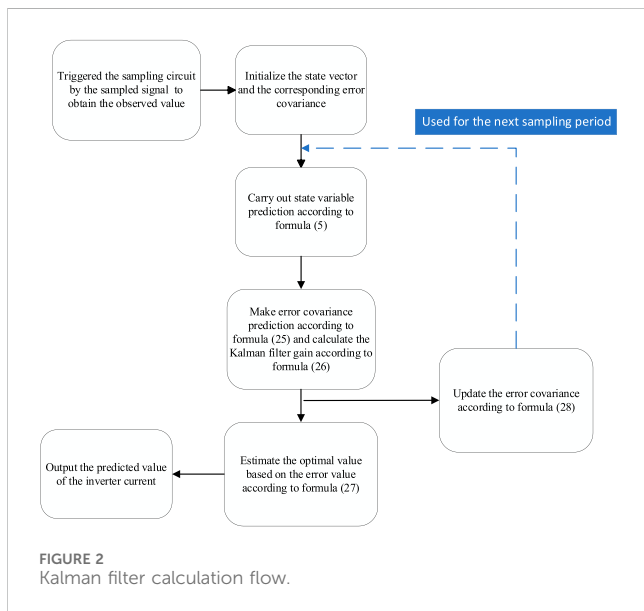 Triggered the sampling circuit
by the sampled signal to
obtain the observed value
Initialize the state vector
and the corresponding error
covariance
Used for the next sampling period
Carry out state variable
prediction according to
formula (5)
Make error covariance
prediction according to
formula (25) and calculate the
Kalman filter gain according to
formula (26)
Update the error covariance
according to formula (28)
Estimate the optimal value
based on the error value
according to formula (27)
Output the predicted value
of the inverter current
FIGURE 2
Kalman filter calculation flow.